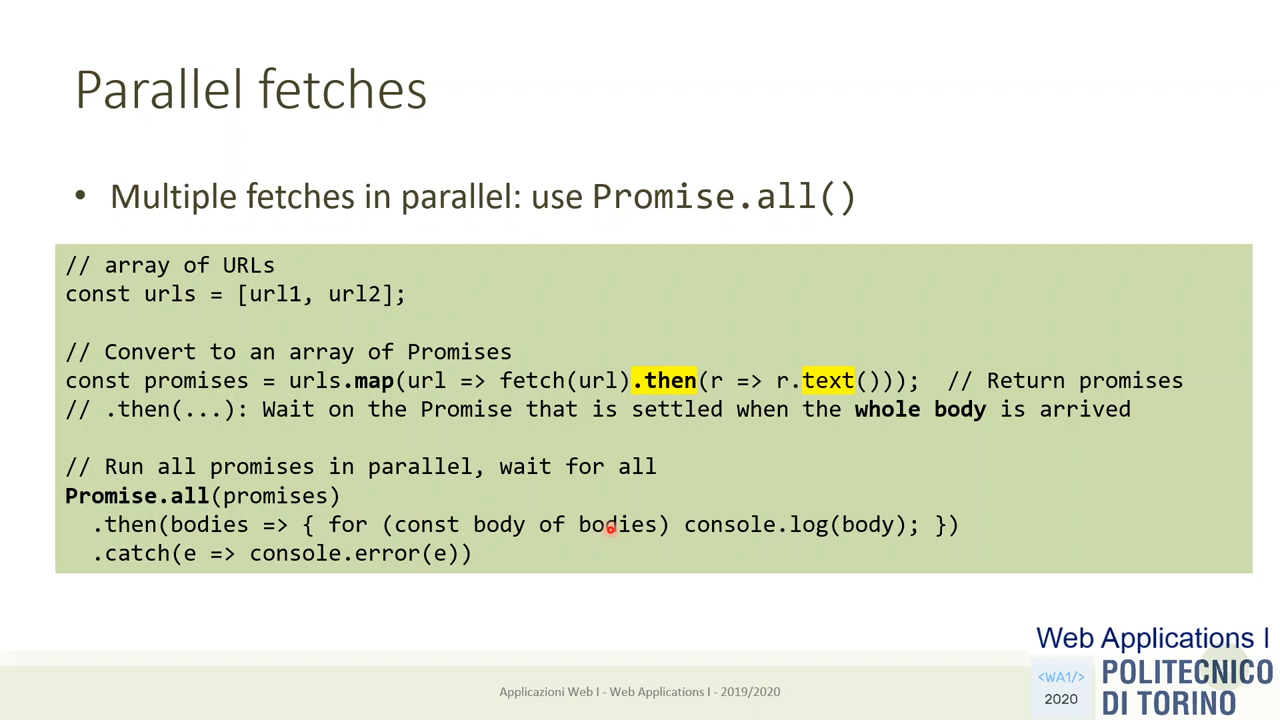 Parallel fetches
• Multiple fetches in parallel: use Promise.all()
// array of URLs
const urls = [url1, url2];
// Convert to an array of Promises
const promises = urls.map(url => fetch(url).then(r => r.text()));  // Return promises
// .then(...): Wait on the Promise that is settled when the whole body is arrived
// Run all promises in parallel, wait for all
Promise.all(promises)
  .then(bodies => { for (const body of bodies) console.log(body); })
  .catch(e => console.error(e))
Applicazioni Web I - Web Applications I - 2019/2020
Web Applications I
<WA1/>
2020
POLITECNICO
DI TORINO